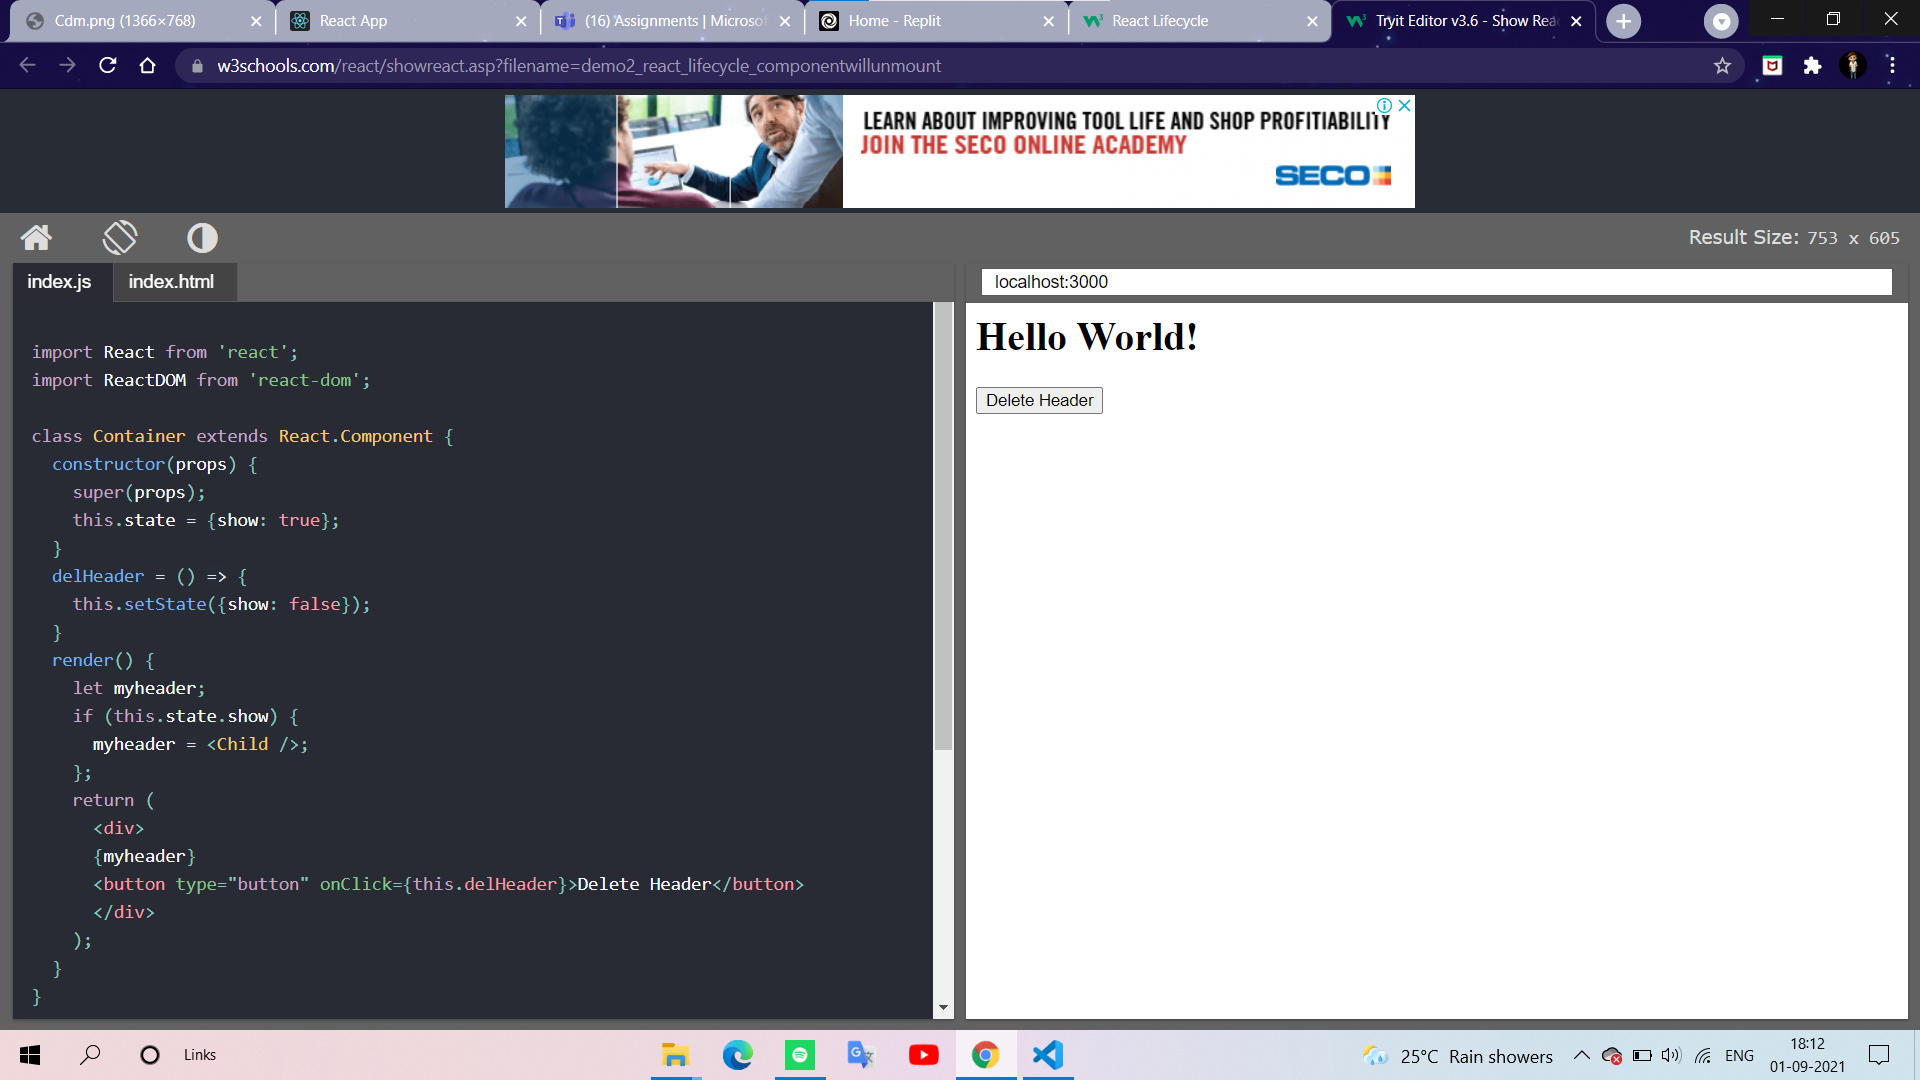 Cdm.png (1366×768)
React App
(16) Assignments | Microsof
Home - Replit
React Lifecycle
Tryit Editor v3.6 - Show Rea
w3schools.com/react/showreact.asp?filename=demo2_react_lifecycle_componentwillunmount
LEARN ABOUT IMPROVING TOOL LIFE AND SHOP PROFITIABILITY
JOIN THE SECO ONLINE ACADEMY
SECO
Result Size: 753 x 605
index.js
index.html
localhost:3000
import React from 'react';
import ReactDOM from 'react-dom';
class Container extends React.Component {
constructor(props) {
super(props);
this.state = {show: true};
}
delHeader = () => {
this.setState({show: false});
}
render() {
let myheader;
if (this.state.show) {
myheader = <Child />;
};
return (
<div>
{myheader}
<button type="button" onClick={this.delHeader}>Delete Header</button>
</div>
);
}
}
Hello World!
Delete Header
Links
25°C Rain showers
ENG
18:12
01-09-2021